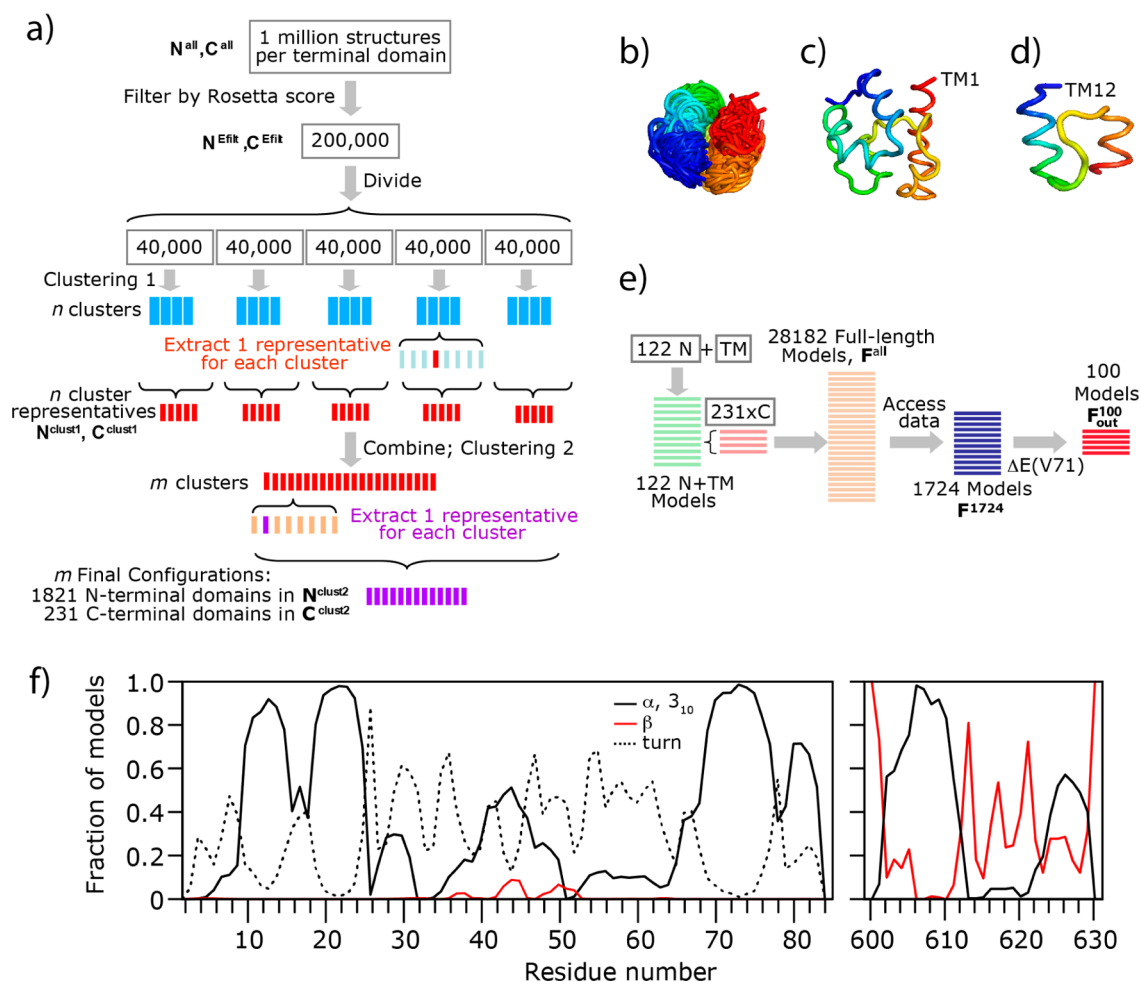 a)
N^all, C^all
1 million structures
per terminal domain
Filter by Rosetta score
N^Efilt, C^Efilt
200,000
Divide
40,000 40,000 40,000 40,000 40,000
Clustering 1
n clusters
Extract 1 representative
for each cluster
n cluster
representatives
N^clust1, C^clust1
Combine; Clustering 2
m clusters
Extract 1 representative
for each cluster
m Final Configurations:
1821 N-terminal domains in N^clust2
231 C-terminal domains in C^clust2
b)
c)
TM1
d)
TM12
e)
122 N + TM
231xC
122 N+TM
Models
28182 Full-length
Models, F^all
Access
data
1724 Models
F^1724
ΔE(V71)
100
Models
F^100_out
f)
Fraction of models
1.0
0.8
0.6
0.4
0.2
0
α, 3_10
β
turn
10 20 30 40 50 60 70 80 600 610 620 630
Residue number